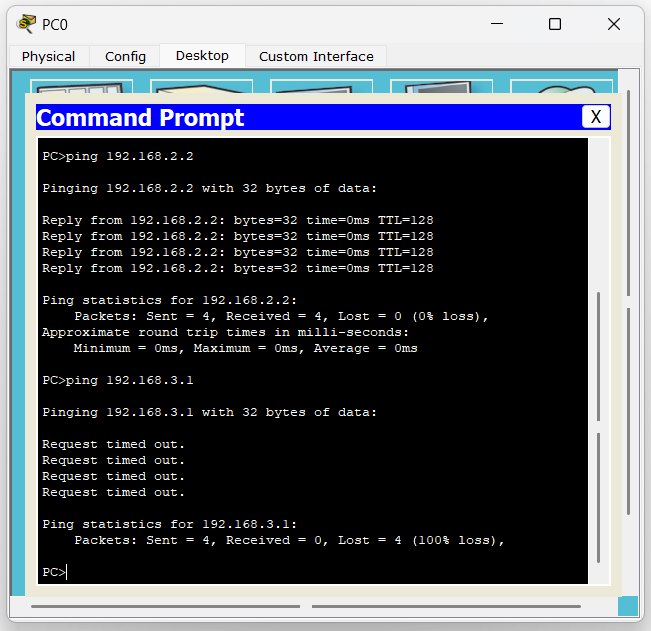 PC0
Physical Config Desktop Custom Interface
Command Prompt X
PC>ping 192.168.2.2
Pinging 192.168.2.2 with 32 bytes of data:
Reply from 192.168.2.2: bytes=32 time=0ms TTL=128
Reply from 192.168.2.2: bytes=32 time=0ms TTL=128
Reply from 192.168.2.2: bytes=32 time=0ms TTL=128
Reply from 192.168.2.2: bytes=32 time=0ms TTL=128
Ping statistics for 192.168.2.2:
Packets: Sent = 4, Received = 4, Lost = 0 (0% loss),
Approximate round trip times in milli-seconds:
Minimum = 0ms, Maximum = 0ms, Average = 0ms
PC>ping 192.168.3.1
Pinging 192.168.3.1 with 32 bytes of data:
Request timed out.
Request timed out.
Request timed out.
Request timed out.
Ping statistics for 192.168.3.1:
Packets: Sent = 4, Received = 0, Lost = 4 (100% loss),
PC>